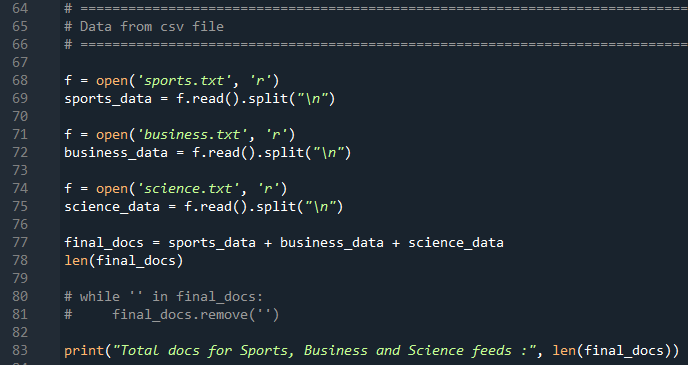 64 # ============================================================================
65 # Data from csv file
66 # ============================================================================
67
68 f = open('sports.txt', 'r')
69 sports_data = f.read().split("\n")
70
71 f = open('business.txt', 'r')
72 business_data = f.read().split("\n")
73
74 f = open('science.txt', 'r')
75 science_data = f.read().split("\n")
76
77 final_docs = sports_data + business_data + science_data
78 len(final_docs)
79
80 # while '' in final_docs:
81 #     final_docs.remove('')
82
83 print("Total docs for Sports, Business and Science feeds :", len(final_docs))